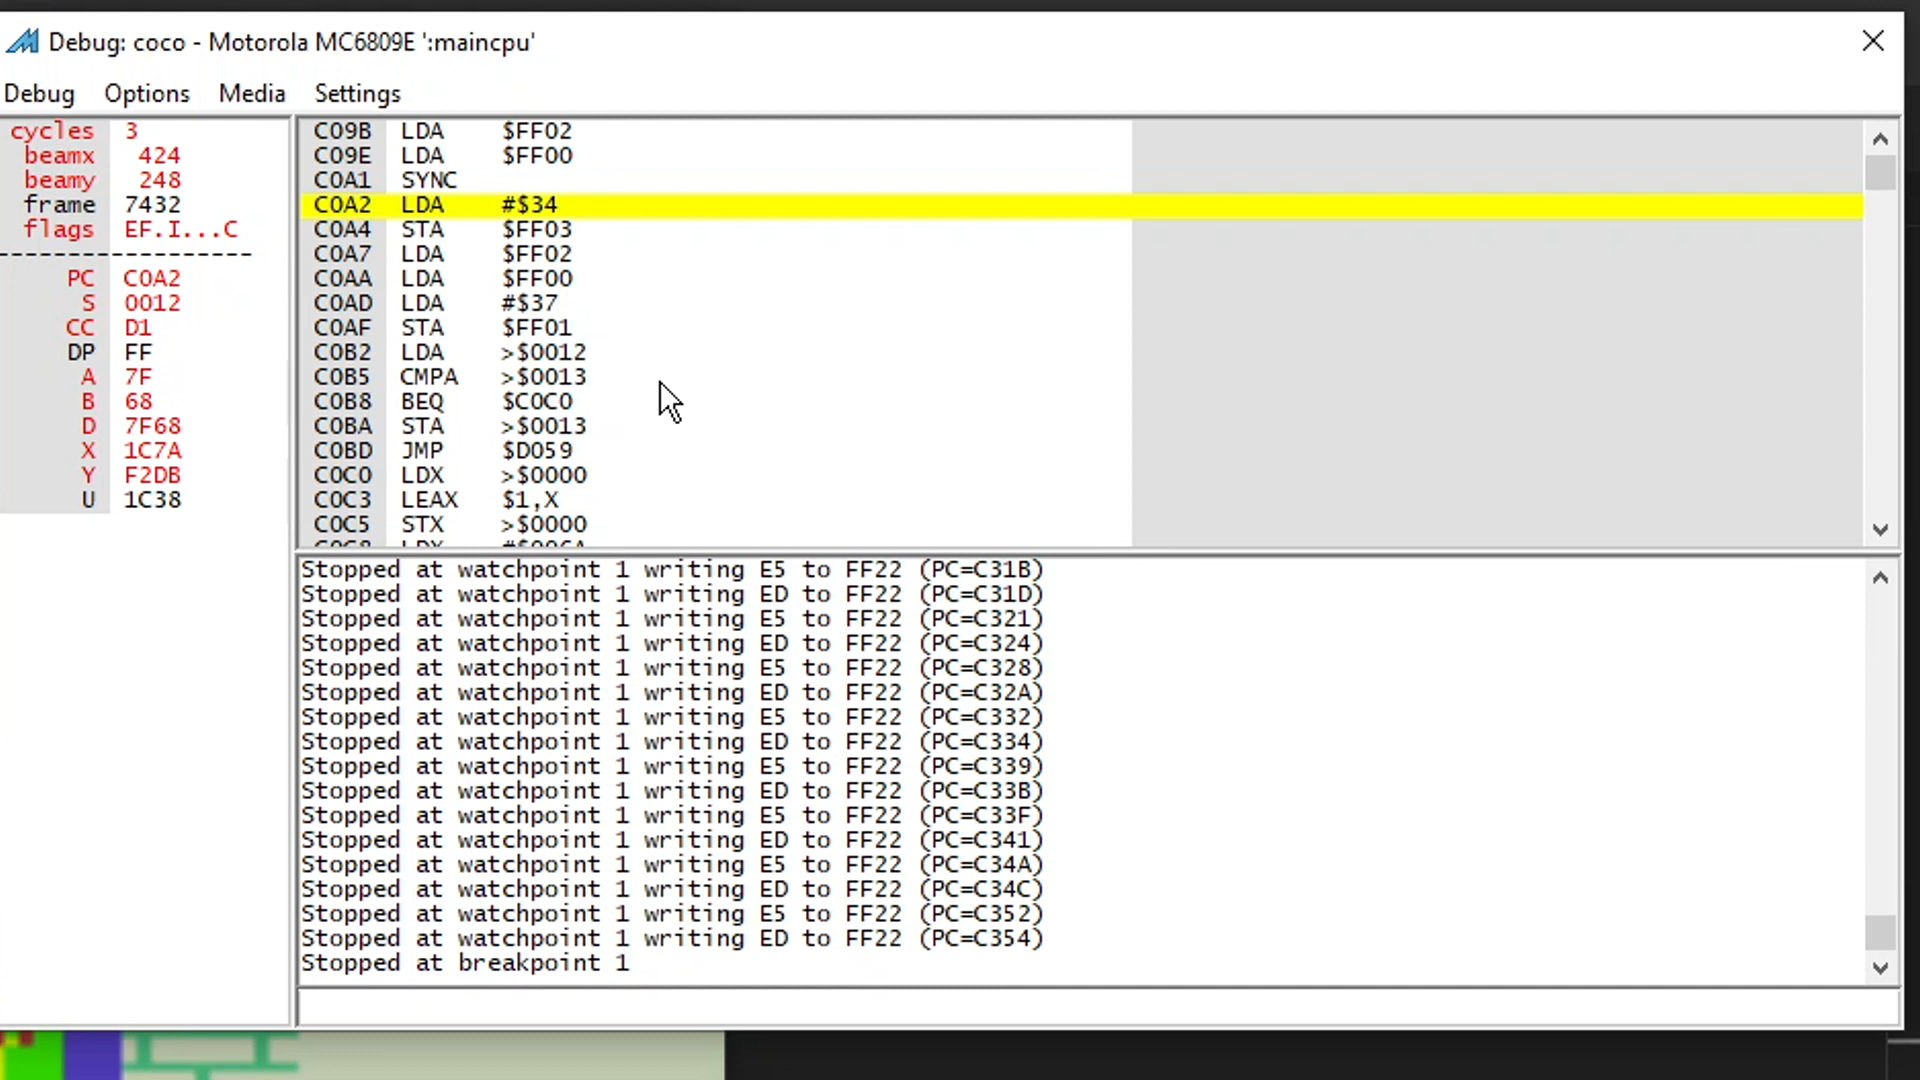 Debug: coco - Motorola MC6809E ':maincpu'
Debug Options Media Settings
cycles 3
beamx 424
beamy 248
frame 7432
flags EF.I...C
------------------
PC C0A2
S 0012
CC D1
DP FF
A 7F
B 68
D 7F68
X 1C7A
Y F2DB
U 1C38
C09B LDA $FF02
C09E LDA $FF00
C0A1 SYNC
C0A2 LDA #$34
C0A4 STA $FF03
C0A7 LDA $FF02
C0AA LDA $FF00
C0AD LDA #$37
C0AF STA $FF01
C0B2 LDA >$0012
C0B5 CMPA >$0013
C0B8 BEQ $C0C0
C0BA STA >$0013
C0BD JMP $D059
C0C0 LDX >$0000
C0C3 LEAX $1,X
C0C5 STX >$0000
Stopped at watchpoint 1 writing E5 to FF22 (PC=C31B)
Stopped at watchpoint 1 writing ED to FF22 (PC=C31D)
Stopped at watchpoint 1 writing E5 to FF22 (PC=C321)
Stopped at watchpoint 1 writing ED to FF22 (PC=C324)
Stopped at watchpoint 1 writing E5 to FF22 (PC=C328)
Stopped at watchpoint 1 writing ED to FF22 (PC=C32A)
Stopped at watchpoint 1 writing E5 to FF22 (PC=C332)
Stopped at watchpoint 1 writing ED to FF22 (PC=C334)
Stopped at watchpoint 1 writing E5 to FF22 (PC=C339)
Stopped at watchpoint 1 writing ED to FF22 (PC=C33B)
Stopped at watchpoint 1 writing E5 to FF22 (PC=C33F)
Stopped at watchpoint 1 writing ED to FF22 (PC=C341)
Stopped at watchpoint 1 writing E5 to FF22 (PC=C34A)
Stopped at watchpoint 1 writing ED to FF22 (PC=C34C)
Stopped at watchpoint 1 writing E5 to FF22 (PC=C352)
Stopped at watchpoint 1 writing ED to FF22 (PC=C354)
Stopped at breakpoint 1